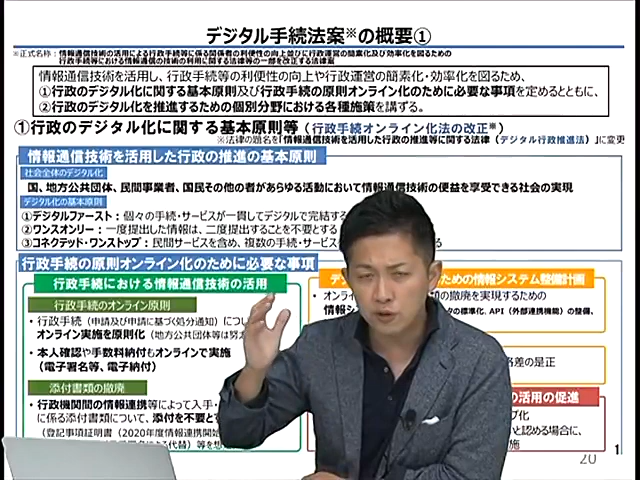 デジタル手続法案※の概要①
※正式名称：情報通信技術の活用による行政手続等に係る関係者の利便性の向上並びに行政運営の簡素化及び効率化を図るための
行政手続等における情報通信の技術の利用に関する法律等の一部を改正する法律案
情報通信技術を活用し、行政手続等の利便性の向上や行政運営の簡素化・効率化を図るため、
①行政のデジタル化に関する基本原則及び行政手続の原則オンライン化のために必要な事項を定めるとともに、
②行政のデジタル化を推進するための個別分野における各種施策を講ずる。
①行政のデジタル化に関する基本原則等（行政手続オンライン化法の改正※）
※法律の題名を「情報通信技術を活用した行政の推進等に関する法律（デジタル行政推進法）」に変更
情報通信技術を活用した行政の推進の基本原則
社会全体のデジタル化
国、地方公共団体、民間事業者、国民その他の者があらゆる活動において情報通信技術の便益を享受できる社会の実現
デジタル化の基本原則
①デジタルファースト：個々の手続・サービスが一貫してデジタルで完結する
②ワンスオンリー：一度提出した情報は、二度提出することを不要とする
③コネクテッド・ワンストップ：民間サービスを含め、複数の手続・サービ
る
行政手続の原則オンライン化のために必要な事項
行政手続における情報通信技術の活用
行政手続のオンライン原則
・行政手続（申請及び申請に基づく処分通知）につい
オンライン実施を原則化（地方公共団体等は努
・本人確認や手数料納付もオンラインで実施
（電子署名等、電子納付）
添付書類の撤廃
・行政機関間の情報連携等によって入手・
に係る添付書類について、添付を不要と
（登記事項証明書（2020年度情報連携開始
による代替）等を想
デ
ための情報システム整備計画
・オンライ
の撤廃を実現するための
情報シ
タの標準化、API（外部連携機能）の整備、
格差の是正
の活用の促進
プ化
いと認める場合に、
施
1
20